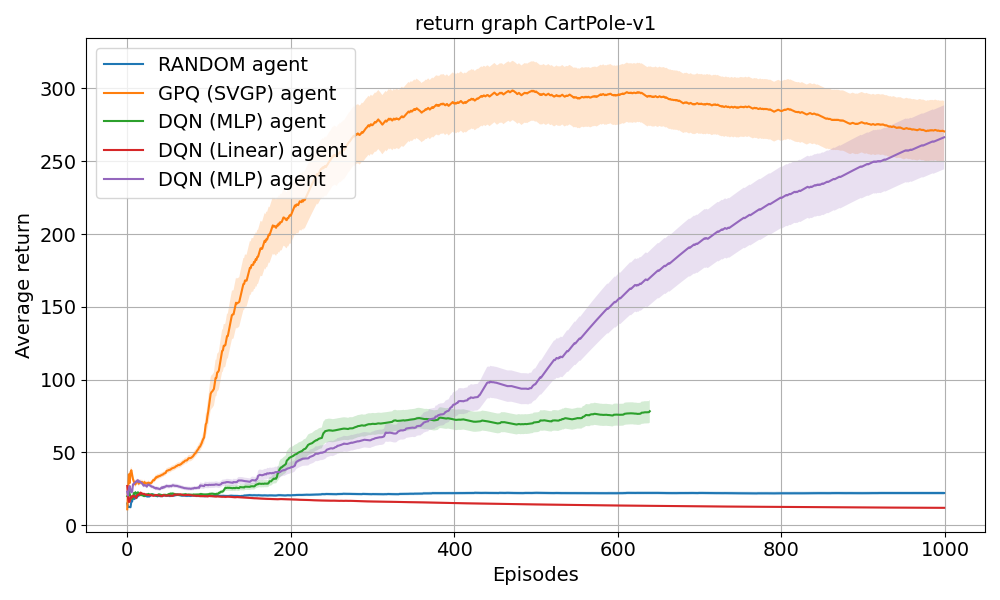 return graph CartPole-v1
RANDOM agent
GPQ (SVGP) agent
DQN (MLP) agent
DQN (Linear) agent
DQN (MLP) agent
Average return
300
250
200
150
100
50
0
0 200 400 600 800 1000
Episodes